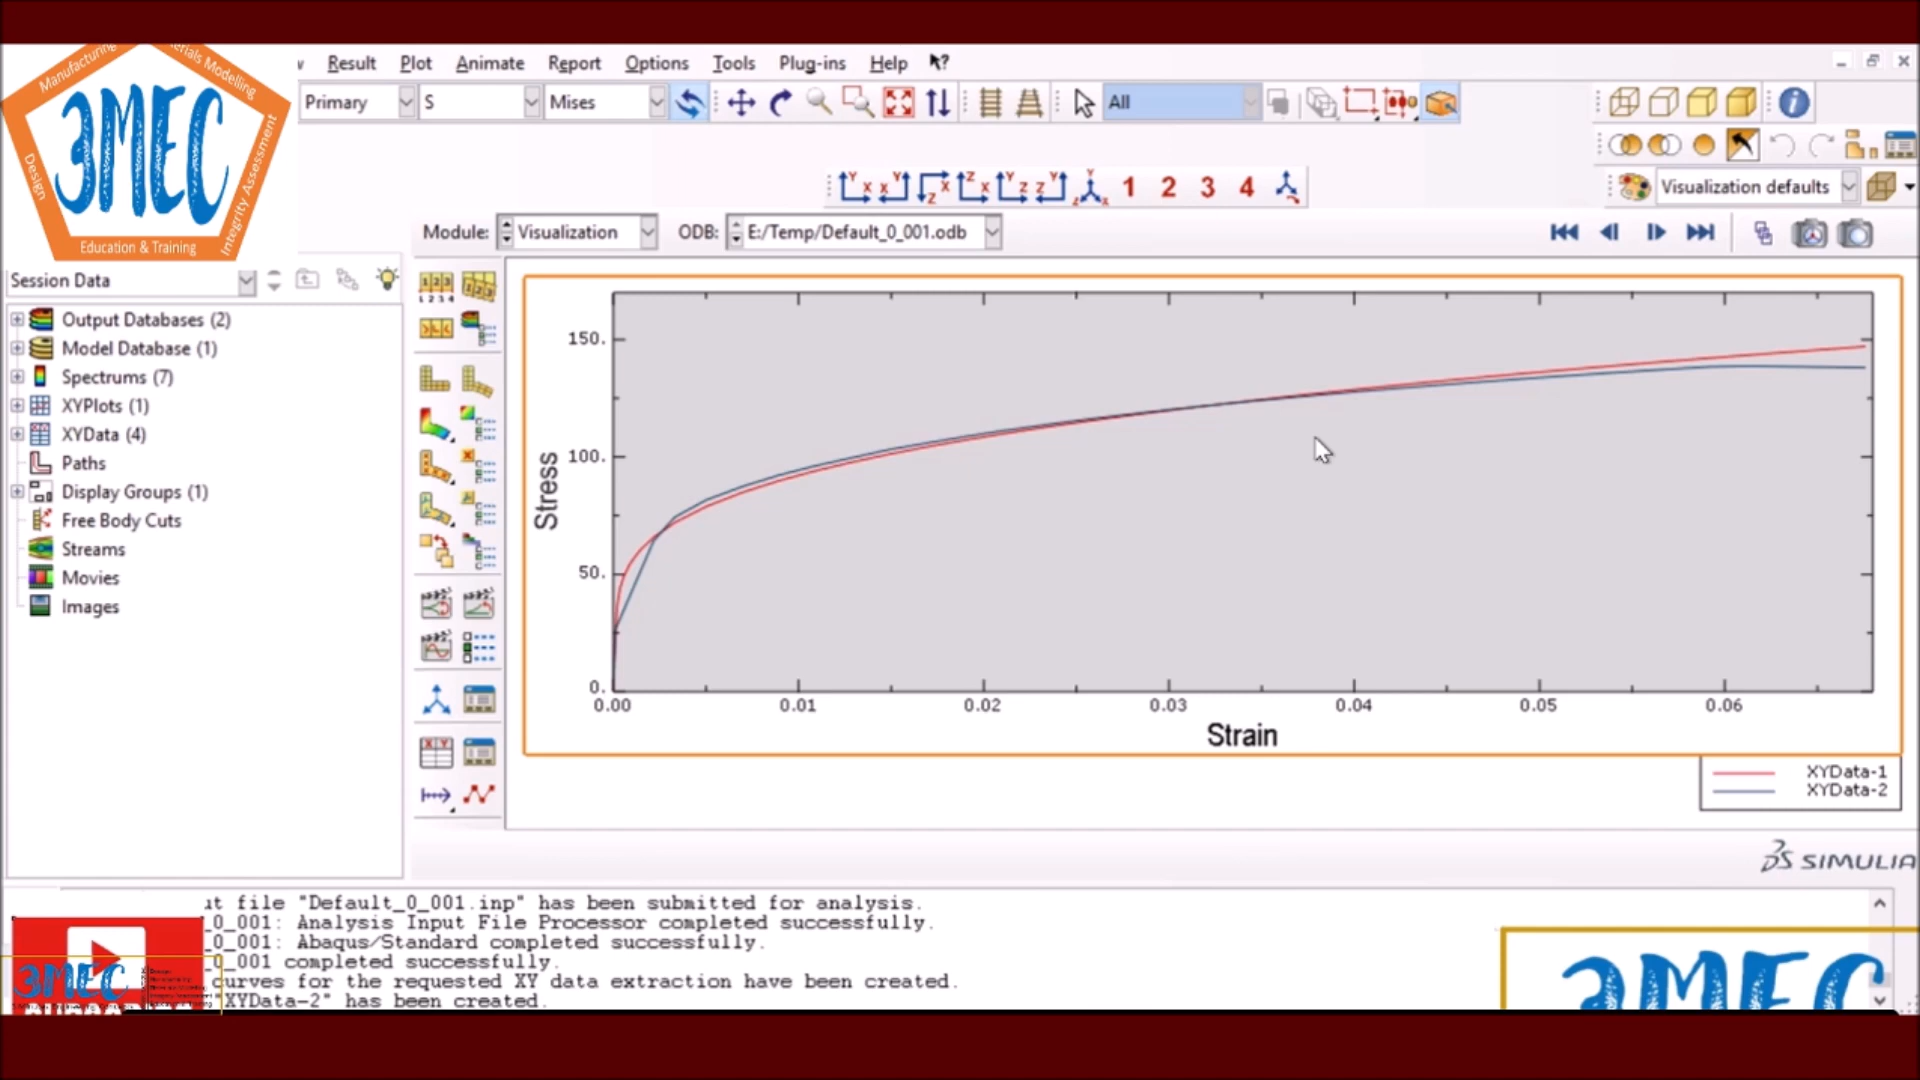 Manufacturing
Materials Modelling
3MEC
Design
Integrity Assessment
Education & Training
Result Plot Animate Report Options Tools Plug-ins Help
Primary S Mises All
1 2 3 4
Visualization defaults
Module: Visualization ODB: E:/Temp/Default_0_001.odb
Session Data
Output Databases (2)
Model Database (1)
Spectrums (7)
XYPlots (1)
XYData (4)
Paths
Display Groups (1)
Free Body Cuts
Streams
Movies
Images
Stress
150.
100.
50.
0.
0.00 0.01 0.02 0.03 0.04 0.05 0.06
Strain
XYData-1
XYData-2
SIMULIA
ut file "Default_0_001.inp" has been submitted for analysis.
_0_001: Analysis Input File Processor completed successfully.
_0_001: Abaqus/Standard completed successfully.
_0_001 completed successfully.
curves for the requested XY data extraction have been created.
"XYData-2" has been created.
3MEC
3MEC